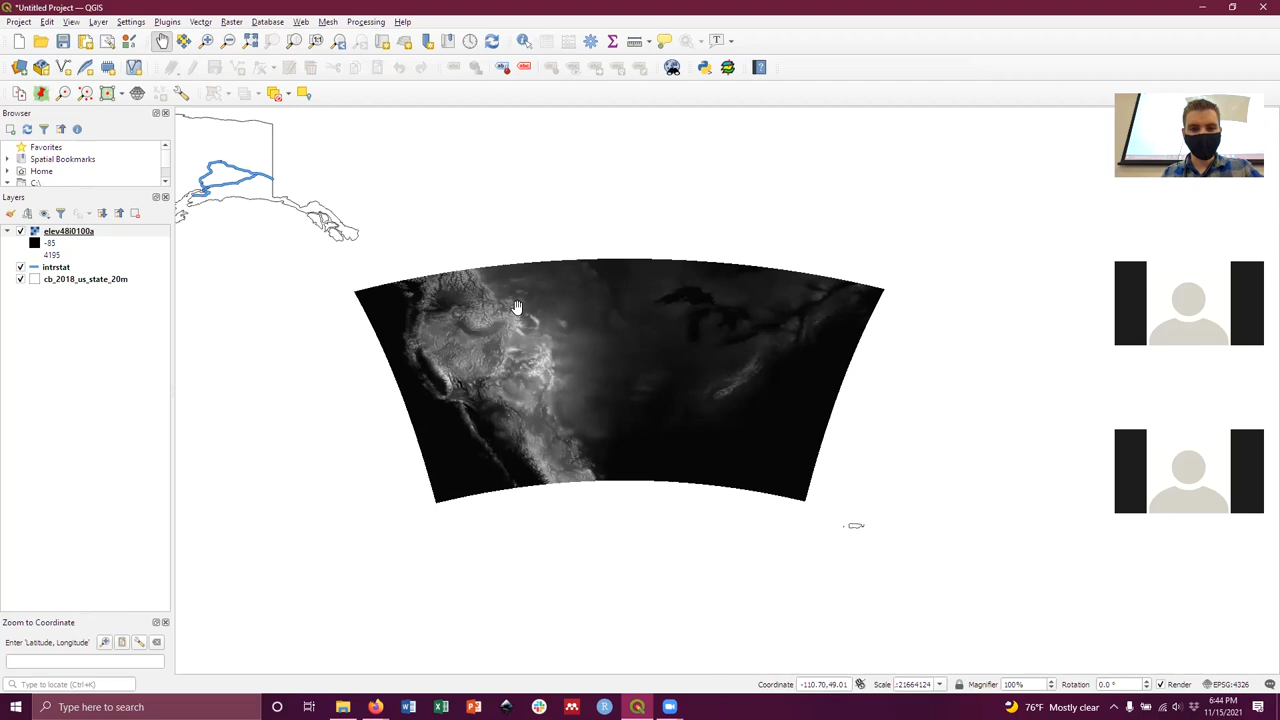 *Untitled Project — QGIS
Project Edit View Layer Settings Plugins Vector Raster Database Web Mesh Processing Help
Browser
Favorites
Spatial Bookmarks
Home
C:\
Layers
elev48i0100a
-85
4195
intrstat
cb_2018_us_state_20m
Zoom to Coordinate
Enter 'Latitude, Longitude'
Type to locate (Ctrl+K)
Coordinate -110.70,49.01 Scale 1:21664124 Magnifier 100% Rotation 0.0 ° Render EPSG:4326
Type here to search
76°F Mostly clear
6:44 PM
11/15/2021